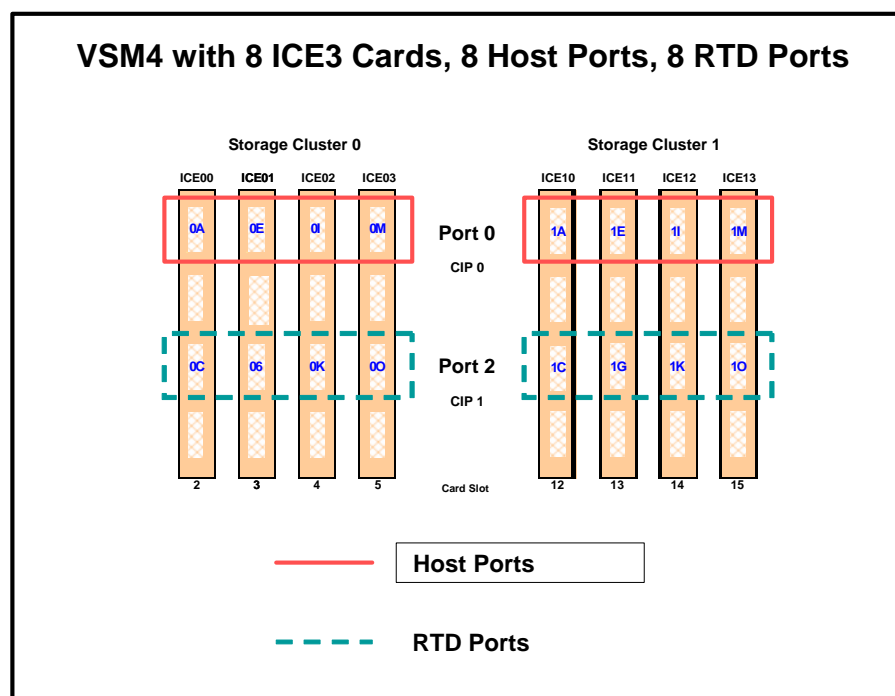 VSM4 with 8 ICE3 Cards, 8 Host Ports, 8 RTD Ports
Storage Cluster 0 Storage Cluster 1
ICE00 ICE01 ICE02 ICE03 ICE10 ICE11 ICE12 ICE13
0A 0E 0I 0M Port 0 1A 1E 1I 1M
CIP 0
0C 06 0K 0O Port 2 1C 1G 1K 1O
CIP 1
2 3 4 5 Card Slot 12 13 14 15
Host Ports
RTD Ports